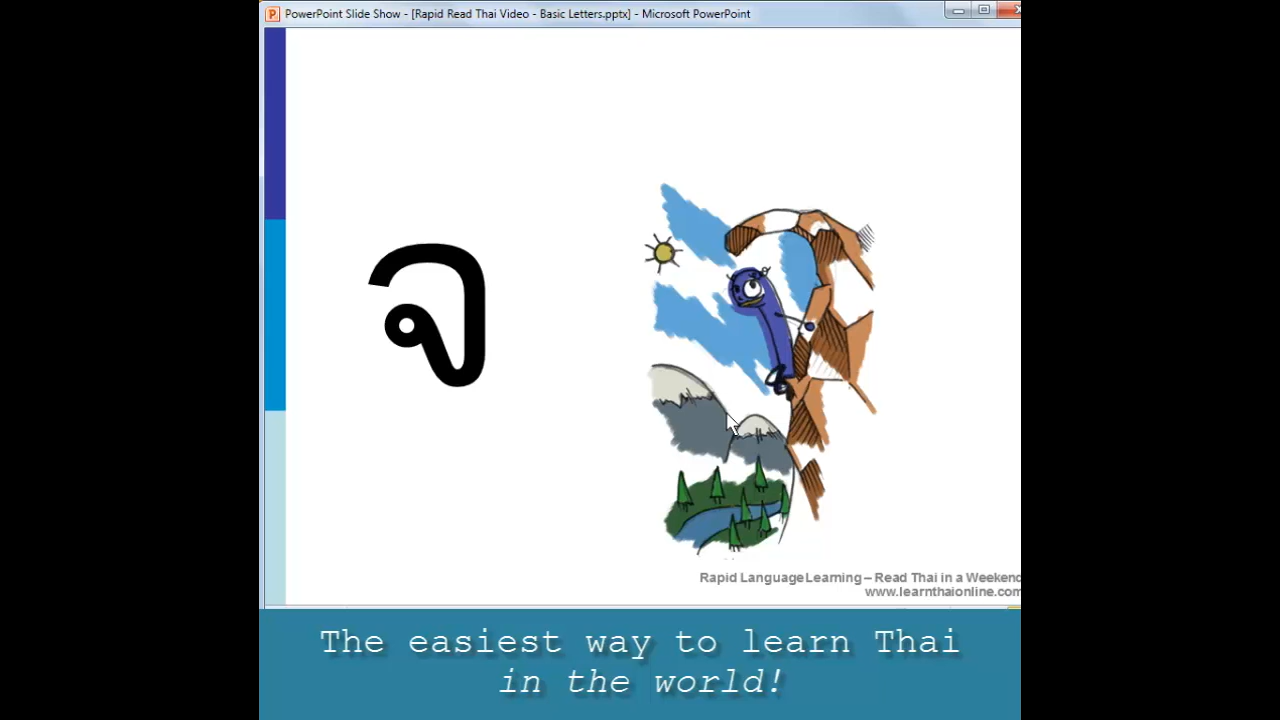 PowerPoint Slide Show - [Rapid Read Thai Video - Basic Letters.pptx] - Microsoft PowerPoint
จ
Rapid Language Learning – Read Thai in a Weekend
www.learnthaionline.com
The easiest way to learn Thai
in the world!